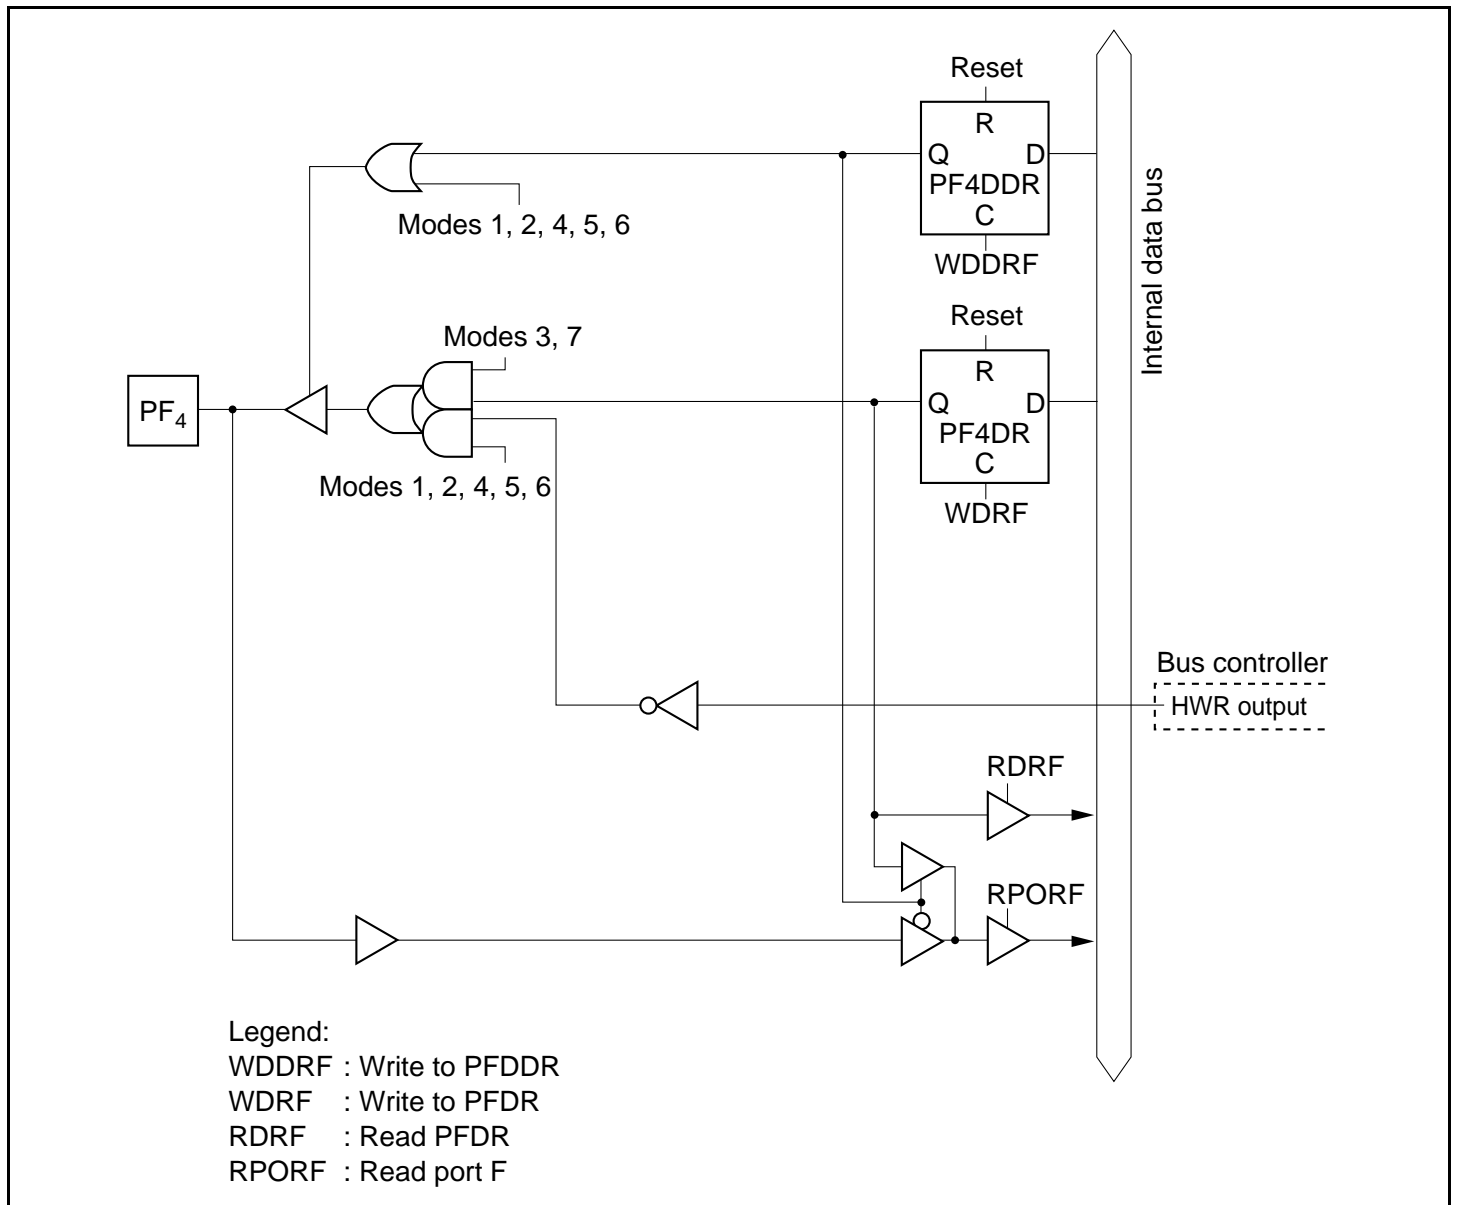 Reset
R
Q D
PF4DDR
C
WDDRF
Modes 1, 2, 4, 5, 6
Internal data bus
Reset
R
Q D
PF4DR
C
WDRF
Modes 3, 7
PF4
Modes 1, 2, 4, 5, 6
Bus controller
HWR output
RDRF
RPORF
Legend:
WDDRF : Write to PFDDR
WDRF : Write to PFDR
RDRF : Read PFDR
RPORF : Read port F